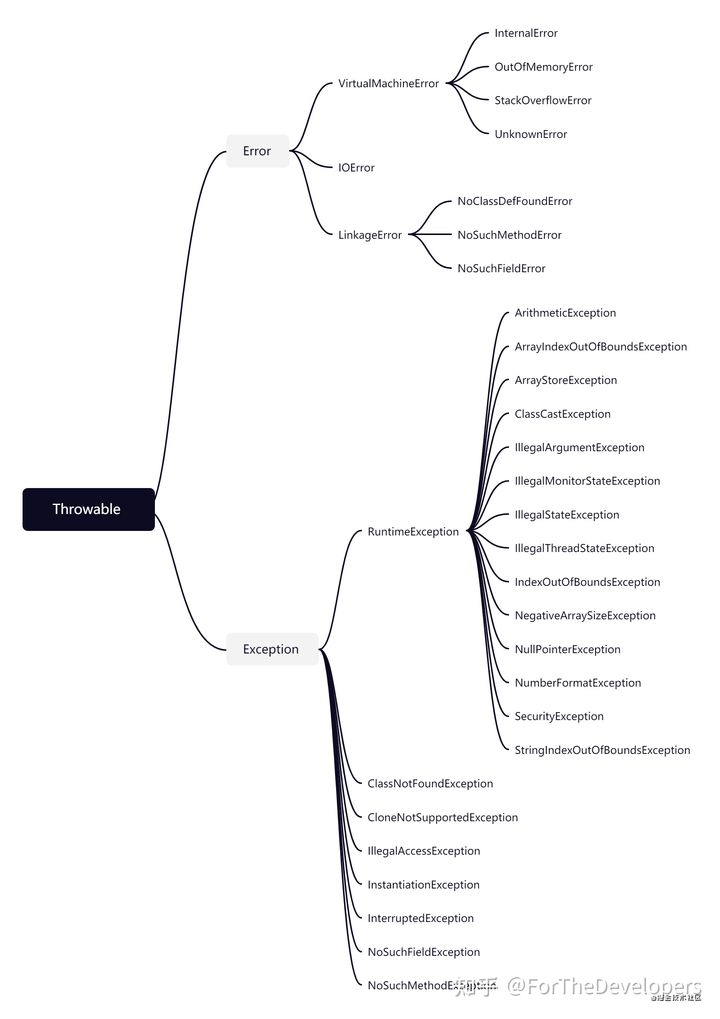 Throwable
Error
VirtualMachineError
InternalError
OutOfMemoryError
StackOverflowError
UnknownError
IOError
LinkageError
NoClassDefFoundError
NoSuchMethodError
NoSuchFieldError
Exception
RuntimeException
ArithmeticException
ArrayIndexOutOfBoundsException
ArrayStoreException
ClassCastException
IllegalArgumentException
IllegalMonitorStateException
IllegalStateException
IllegalThreadStateException
IndexOutOfBoundsException
NegativeArraySizeException
NullPointerException
NumberFormatException
SecurityException
StringIndexOutOfBoundsException
ClassNotFoundException
CloneNotSupportedException
IllegalAccessException
InstantiationException
InterruptedException
NoSuchFieldException
NoSuchMethodException
知乎 @ForTheDevelopers
@掘金技术社区